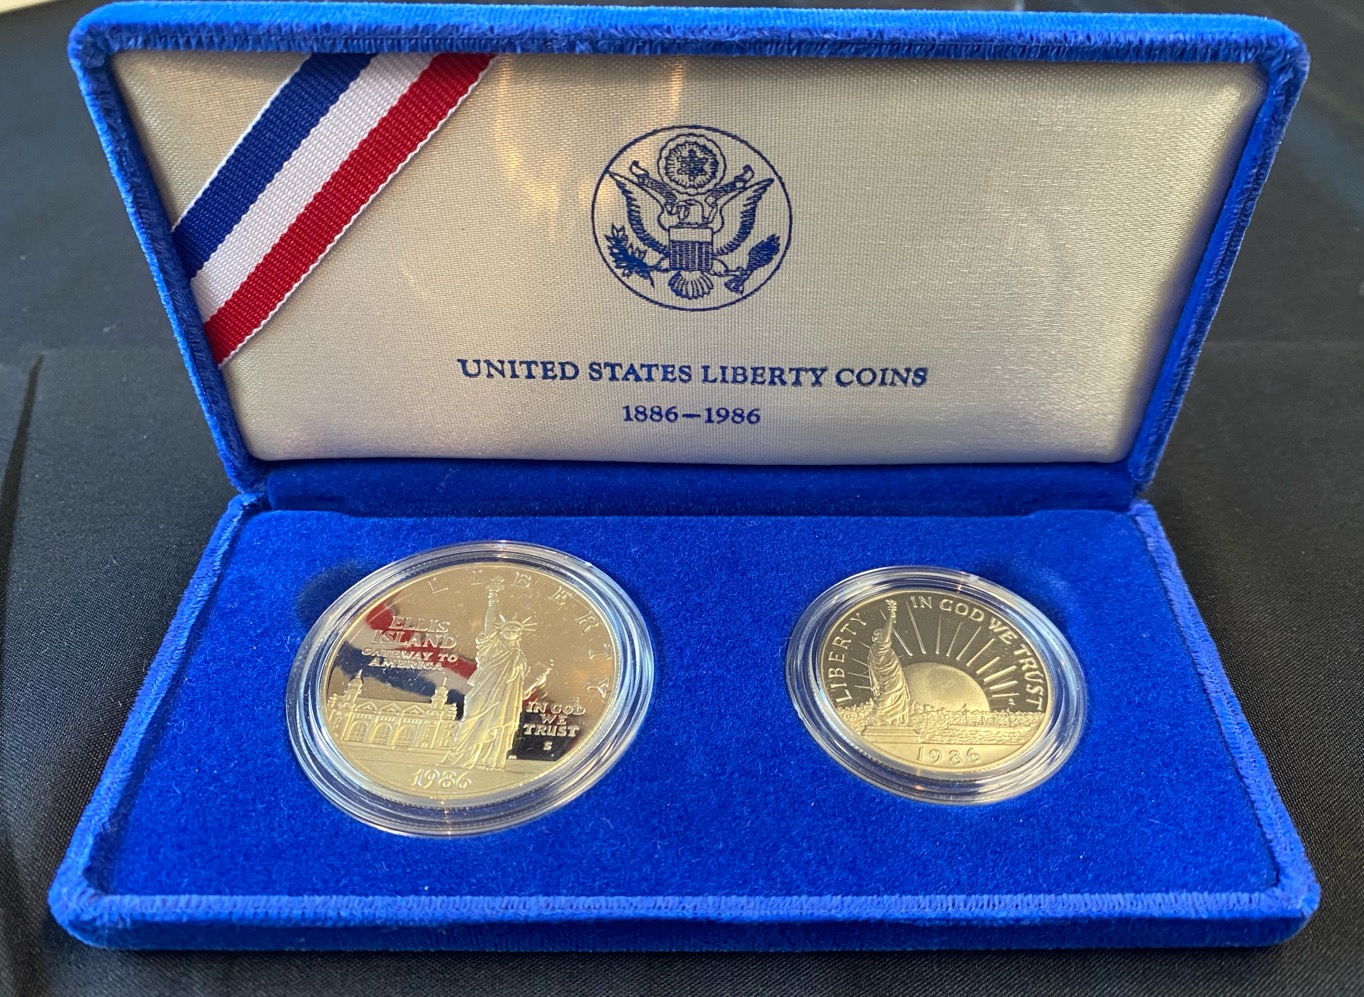 UNITED STATES LIBERTY COINS
1886–1986
LIBERTY
ELLIS
ISLAND
GATEWAY TO
AMERICA
IN GOD
WE
TRUST
S
1986
LIBERTY
IN GOD WE TRUST
1986